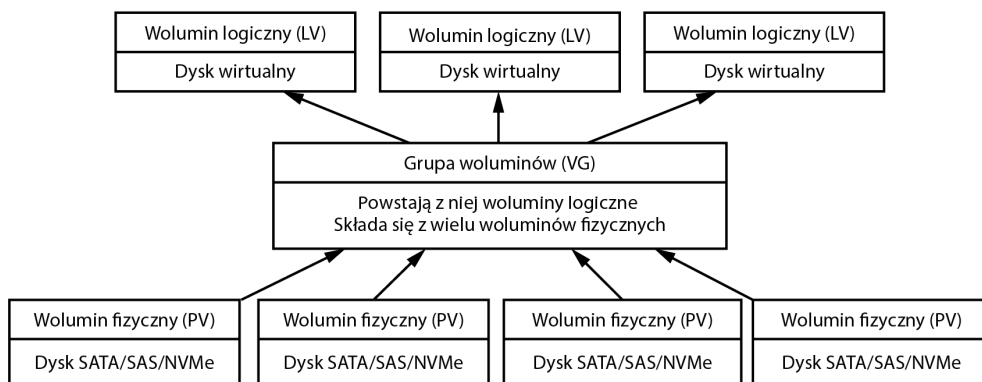 Wolumin logiczny (LV)
Dysk wirtualny
Wolumin logiczny (LV)
Dysk wirtualny
Wolumin logiczny (LV)
Dysk wirtualny
Grupa woluminów (VG)
Powstają z niej woluminy logiczne
Składa się z wielu woluminów fizycznych
Wolumin fizyczny (PV)
Dysk SATA/SAS/NVMe
Wolumin fizyczny (PV)
Dysk SATA/SAS/NVMe
Wolumin fizyczny (PV)
Dysk SATA/SAS/NVMe
Wolumin fizyczny (PV)
Dysk SATA/SAS/NVMe